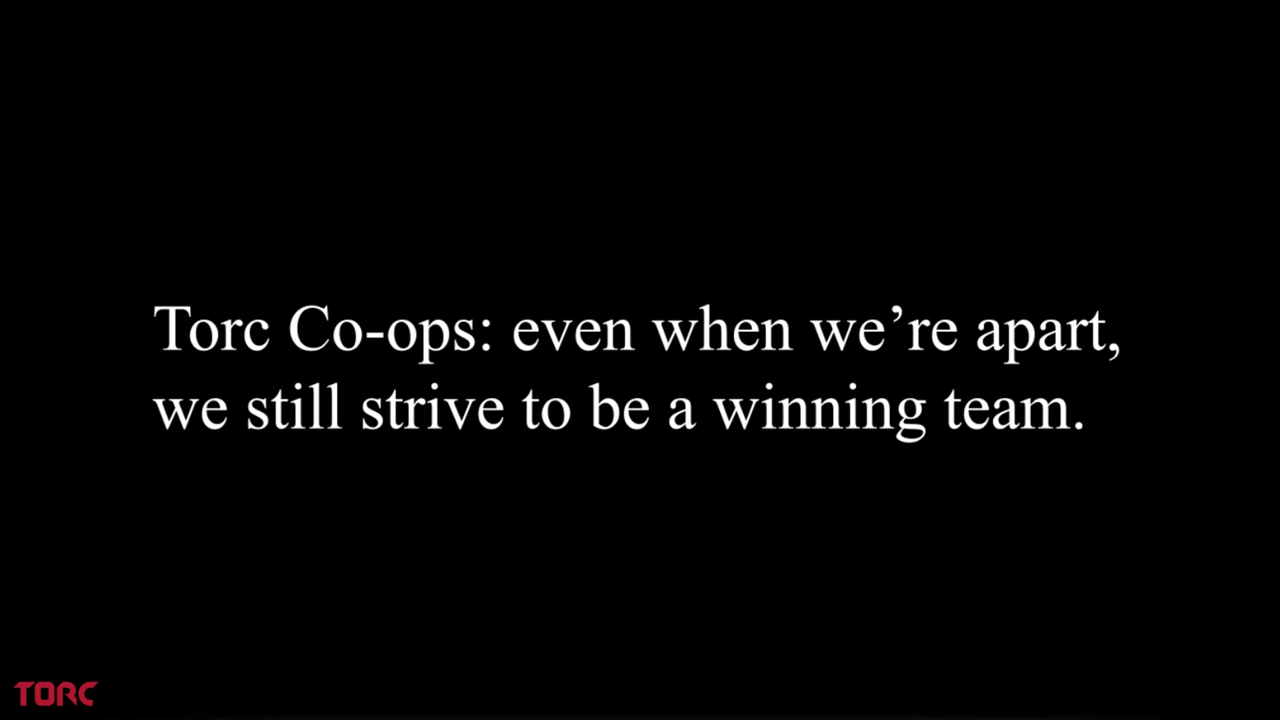 Torc Co-ops: even when we’re apart,
we still strive to be a winning team.
TORC